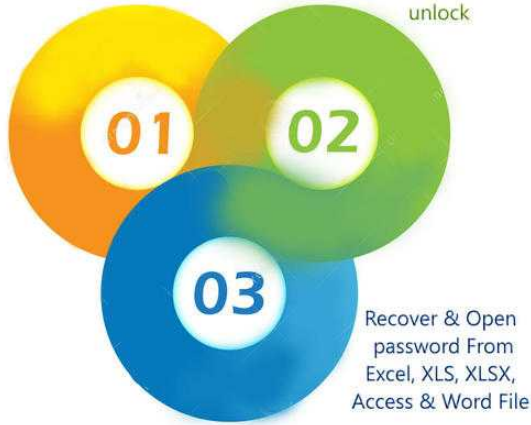 unlock
01
02
03
Recover & Open
password From
Excel, XLS, XLSX,
Access & Word File